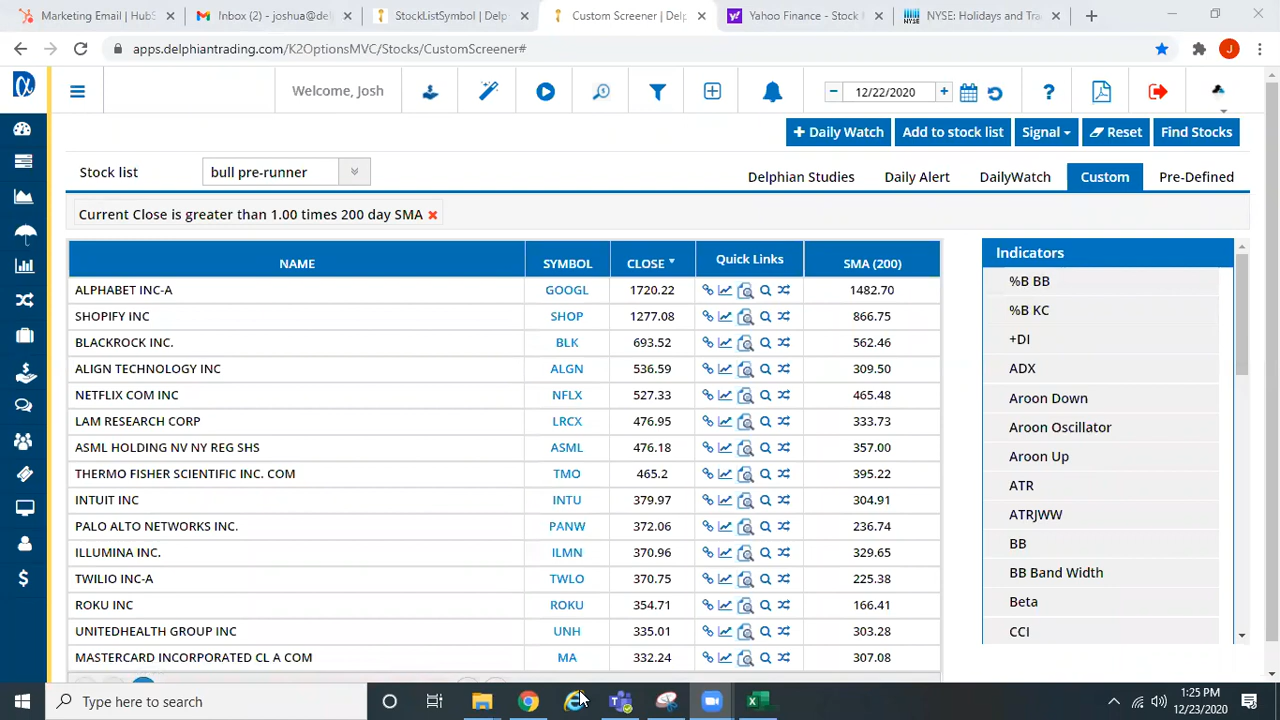 Marketing Email | HubS
Inbox (2) - joshua@del
StockListSymbol | Delp
Custom Screener | Delp
Yahoo Finance - Stock
NYSE: Holidays and Tra
apps.delphiantrading.com/K2OptionsMVC/Stocks/CustomScreener#
J
Welcome, Josh
12/22/2020
+ Daily Watch
Add to stock list
Signal
Reset
Find Stocks
Stock list
bull pre-runner
Delphian Studies
Daily Alert
DailyWatch
Custom
Pre-Defined
Current Close is greater than 1.00 times 200 day SMA
NAME SYMBOL CLOSE Quick Links SMA (200)
ALPHABET INC-A GOOGL 1720.22 1482.70
SHOPIFY INC SHOP 1277.08 866.75
BLACKROCK INC. BLK 693.52 562.46
ALIGN TECHNOLOGY INC ALGN 536.59 309.50
NETFLIX COM INC NFLX 527.33 465.48
LAM RESEARCH CORP LRCX 476.95 333.73
ASML HOLDING NV NY REG SHS ASML 476.18 357.00
THERMO FISHER SCIENTIFIC INC. COM TMO 465.2 395.22
INTUIT INC INTU 379.97 304.91
PALO ALTO NETWORKS INC. PANW 372.06 236.74
ILLUMINA INC. ILMN 370.96 329.65
TWILIO INC-A TWLO 370.75 225.38
ROKU INC ROKU 354.71 166.41
UNITEDHEALTH GROUP INC UNH 335.01 303.28
MASTERCARD INCORPORATED CL A COM MA 332.24 307.08
Indicators
%B BB
%B KC
+DI
ADX
Aroon Down
Aroon Oscillator
Aroon Up
ATR
ATRJWW
BB
BB Band Width
Beta
CCI
Type here to search
1:25 PM
12/23/2020